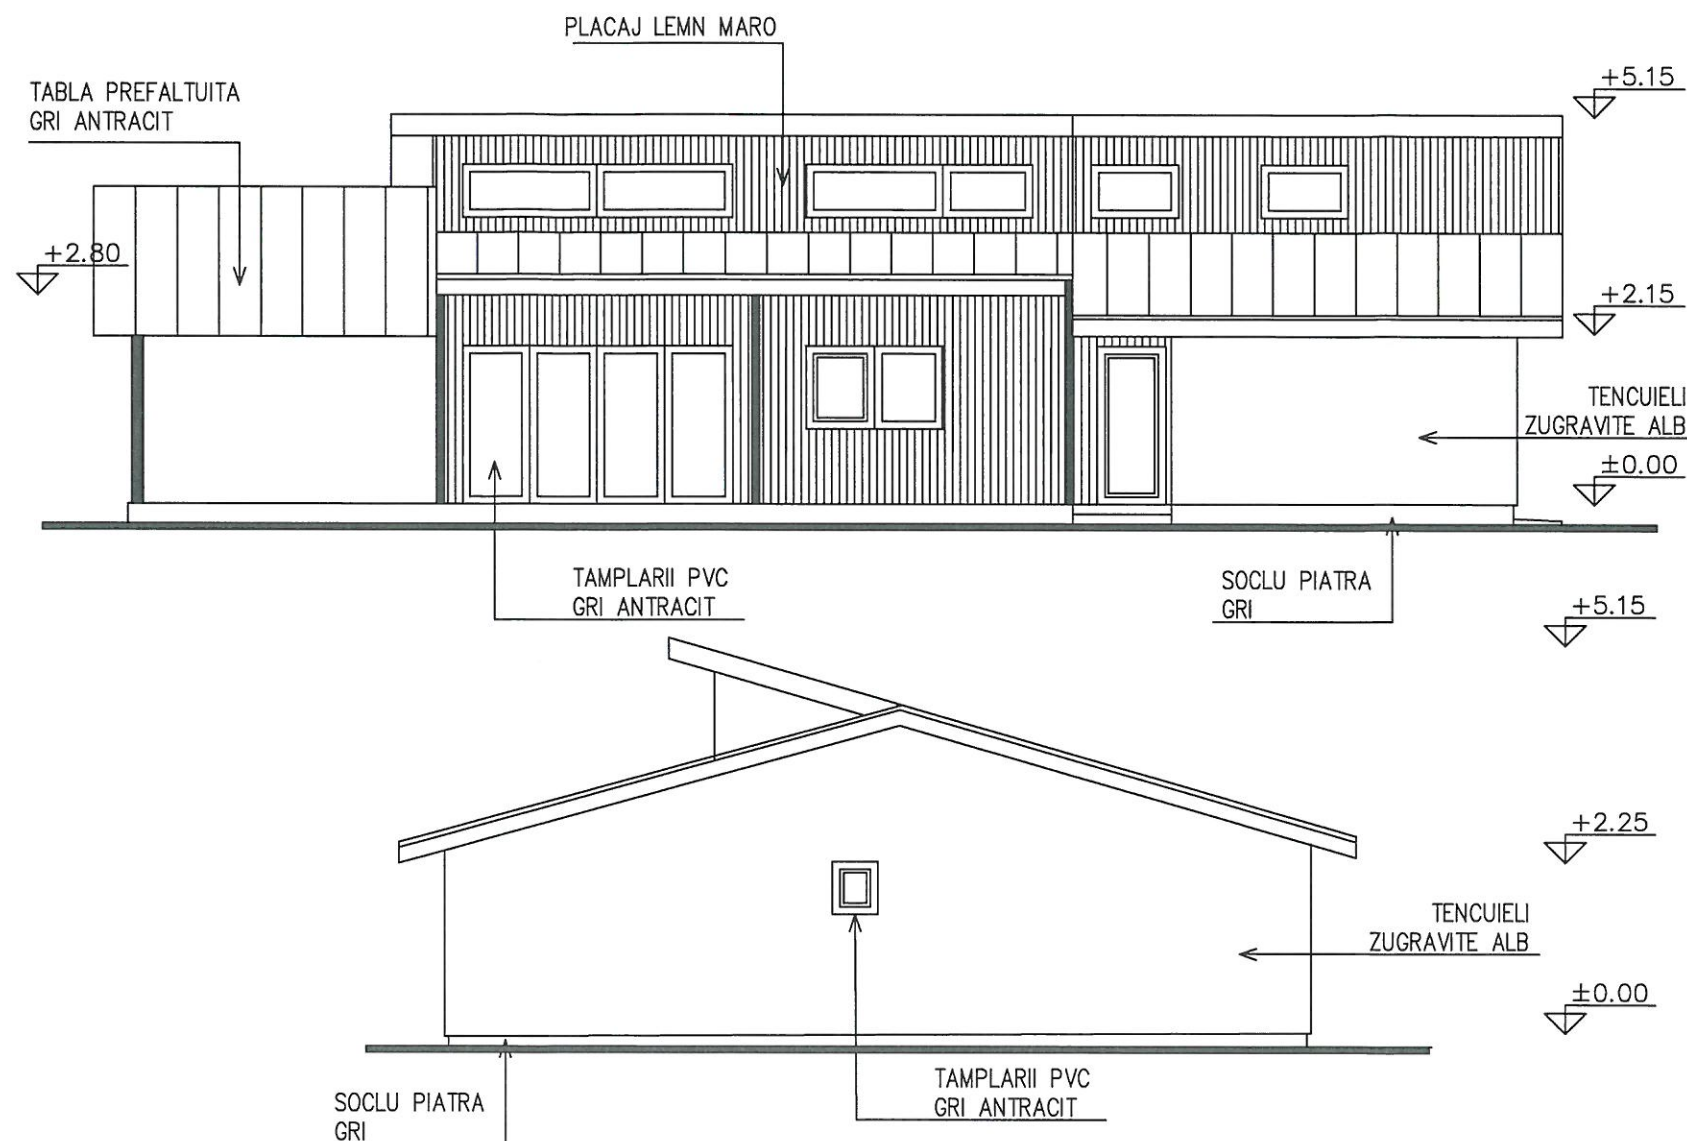 PLACAJ LEMN MARO
TABLA PREFALTUITA
GRI ANTRACIT
+5.15
+2.80
+2.15
TENCUIELI
ZUGRAVITE ALB
±0.00
TAMPLARII PVC
GRI ANTRACIT
SOCLU PIATRA
GRI
+5.15
+2.25
TENCUIELI
ZUGRAVITE ALB
±0.00
TAMPLARII PVC
GRI ANTRACIT
SOCLU PIATRA
GRI